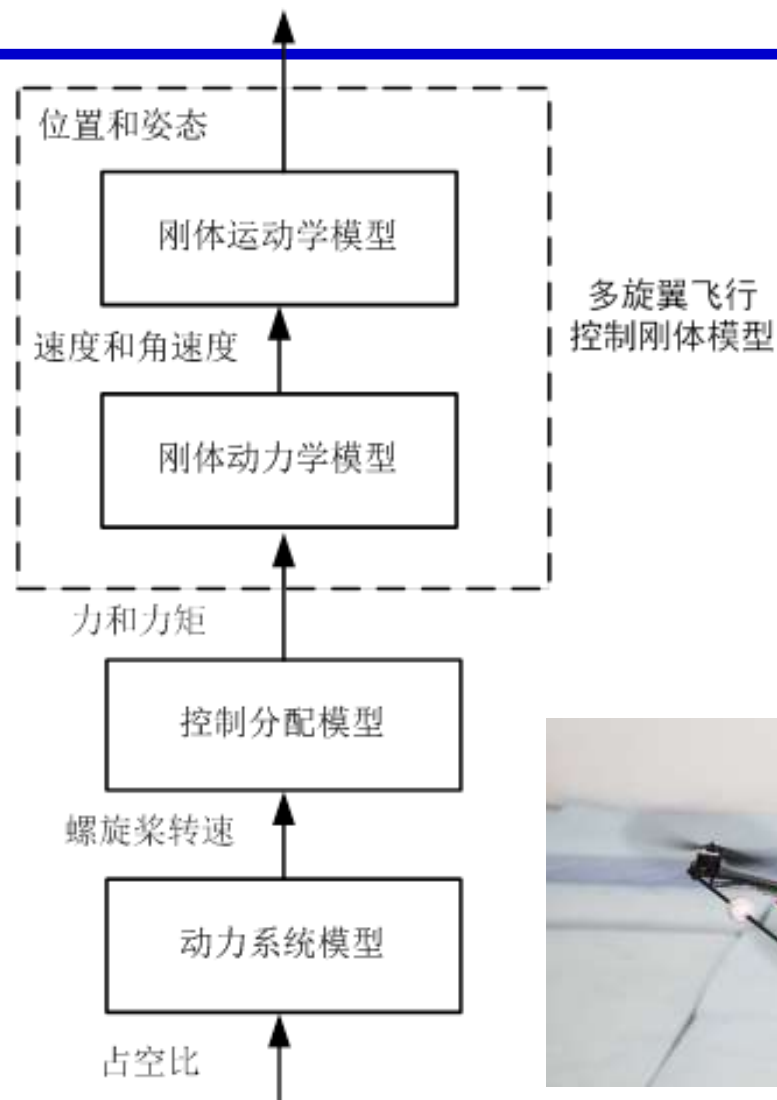 位置和姿态
刚体运动学模型
速度和角速度
刚体动力学模型
多旋翼飞行
控制刚体模型
力和力矩
控制分配模型
螺旋桨转速
动力系统模型
占空比